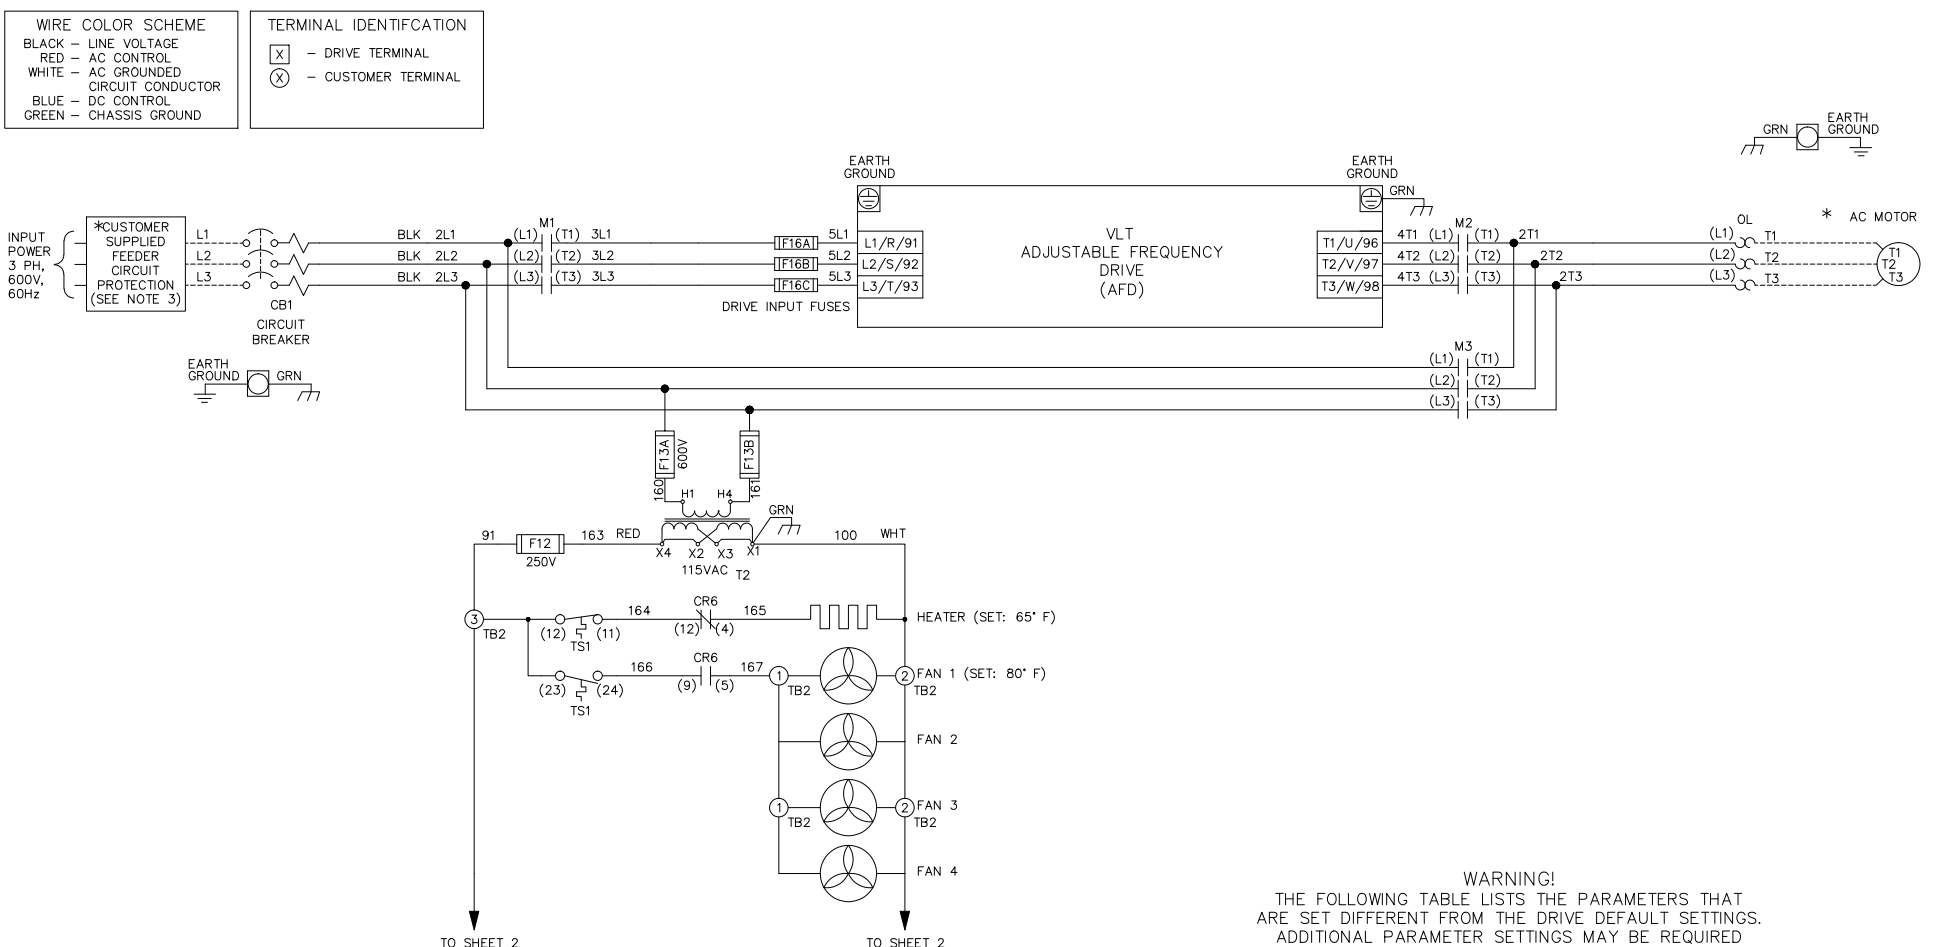 WIRE COLOR SCHEME
BLACK – LINE VOLTAGE
RED – AC CONTROL
WHITE – AC GROUNDED
CIRCUIT CONDUCTOR
BLUE – DC CONTROL
GREEN – CHASSIS GROUND
TERMINAL IDENTIFCATION
X – DRIVE TERMINAL
X – CUSTOMER TERMINAL
GRN
EARTH
GROUND
INPUT
POWER
3 PH,
600V,
60Hz
*CUSTOMER
SUPPLIED
FEEDER
CIRCUIT
PROTECTION
(SEE NOTE 3)
L1
L2
L3
CB1
CIRCUIT
BREAKER
EARTH
GROUND
GRN
BLK 2L1
BLK 2L2
BLK 2L3
M1
(L1) (T1) 3L1
(L2) (T2) 3L2
(L3) (T3) 3L3
F16A
F16B
F16C
DRIVE INPUT FUSES
5L1
5L2
5L3
EARTH
GROUND
L1/R/91
L2/S/92
L3/T/93
VLT
ADJUSTABLE FREQUENCY
DRIVE
(AFD)
EARTH
GROUND
GRN
T1/U/96
T2/V/97
T3/W/98
M2
4T1 (L1) (T1) 2T1
4T2 (L2) (T2) 2T2
4T3 (L3) (T3) 2T3
OL
(L1) T1
(L2) T2
(L3) T3
* AC MOTOR
T1
T2
T3
M3
(L1) (T1)
(L2) (T2)
(L3) (T3)
F13A
600V
F13B
160
161
H1 H4
GRN
91
F12
250V
163 RED
X4 X2 X3 X1
115VAC T2
100 WHT
3
TB2
(12) (11)
TS1
164
CR6
(12) (4)
165
HEATER (SET: 65° F)
(23) (24)
TS1
166
CR6
(9) (5)
167
1
TB2
2
TB2
FAN 1 (SET: 80° F)
FAN 2
1
TB2
2
TB2
FAN 3
FAN 4
TO SHEET 2
TO SHEET 2
WARNING!
THE FOLLOWING TABLE LISTS THE PARAMETERS THAT
ARE SET DIFFERENT FROM THE DRIVE DEFAULT SETTINGS.
ADDITIONAL PARAMETER SETTINGS MAY BE REQUIRED